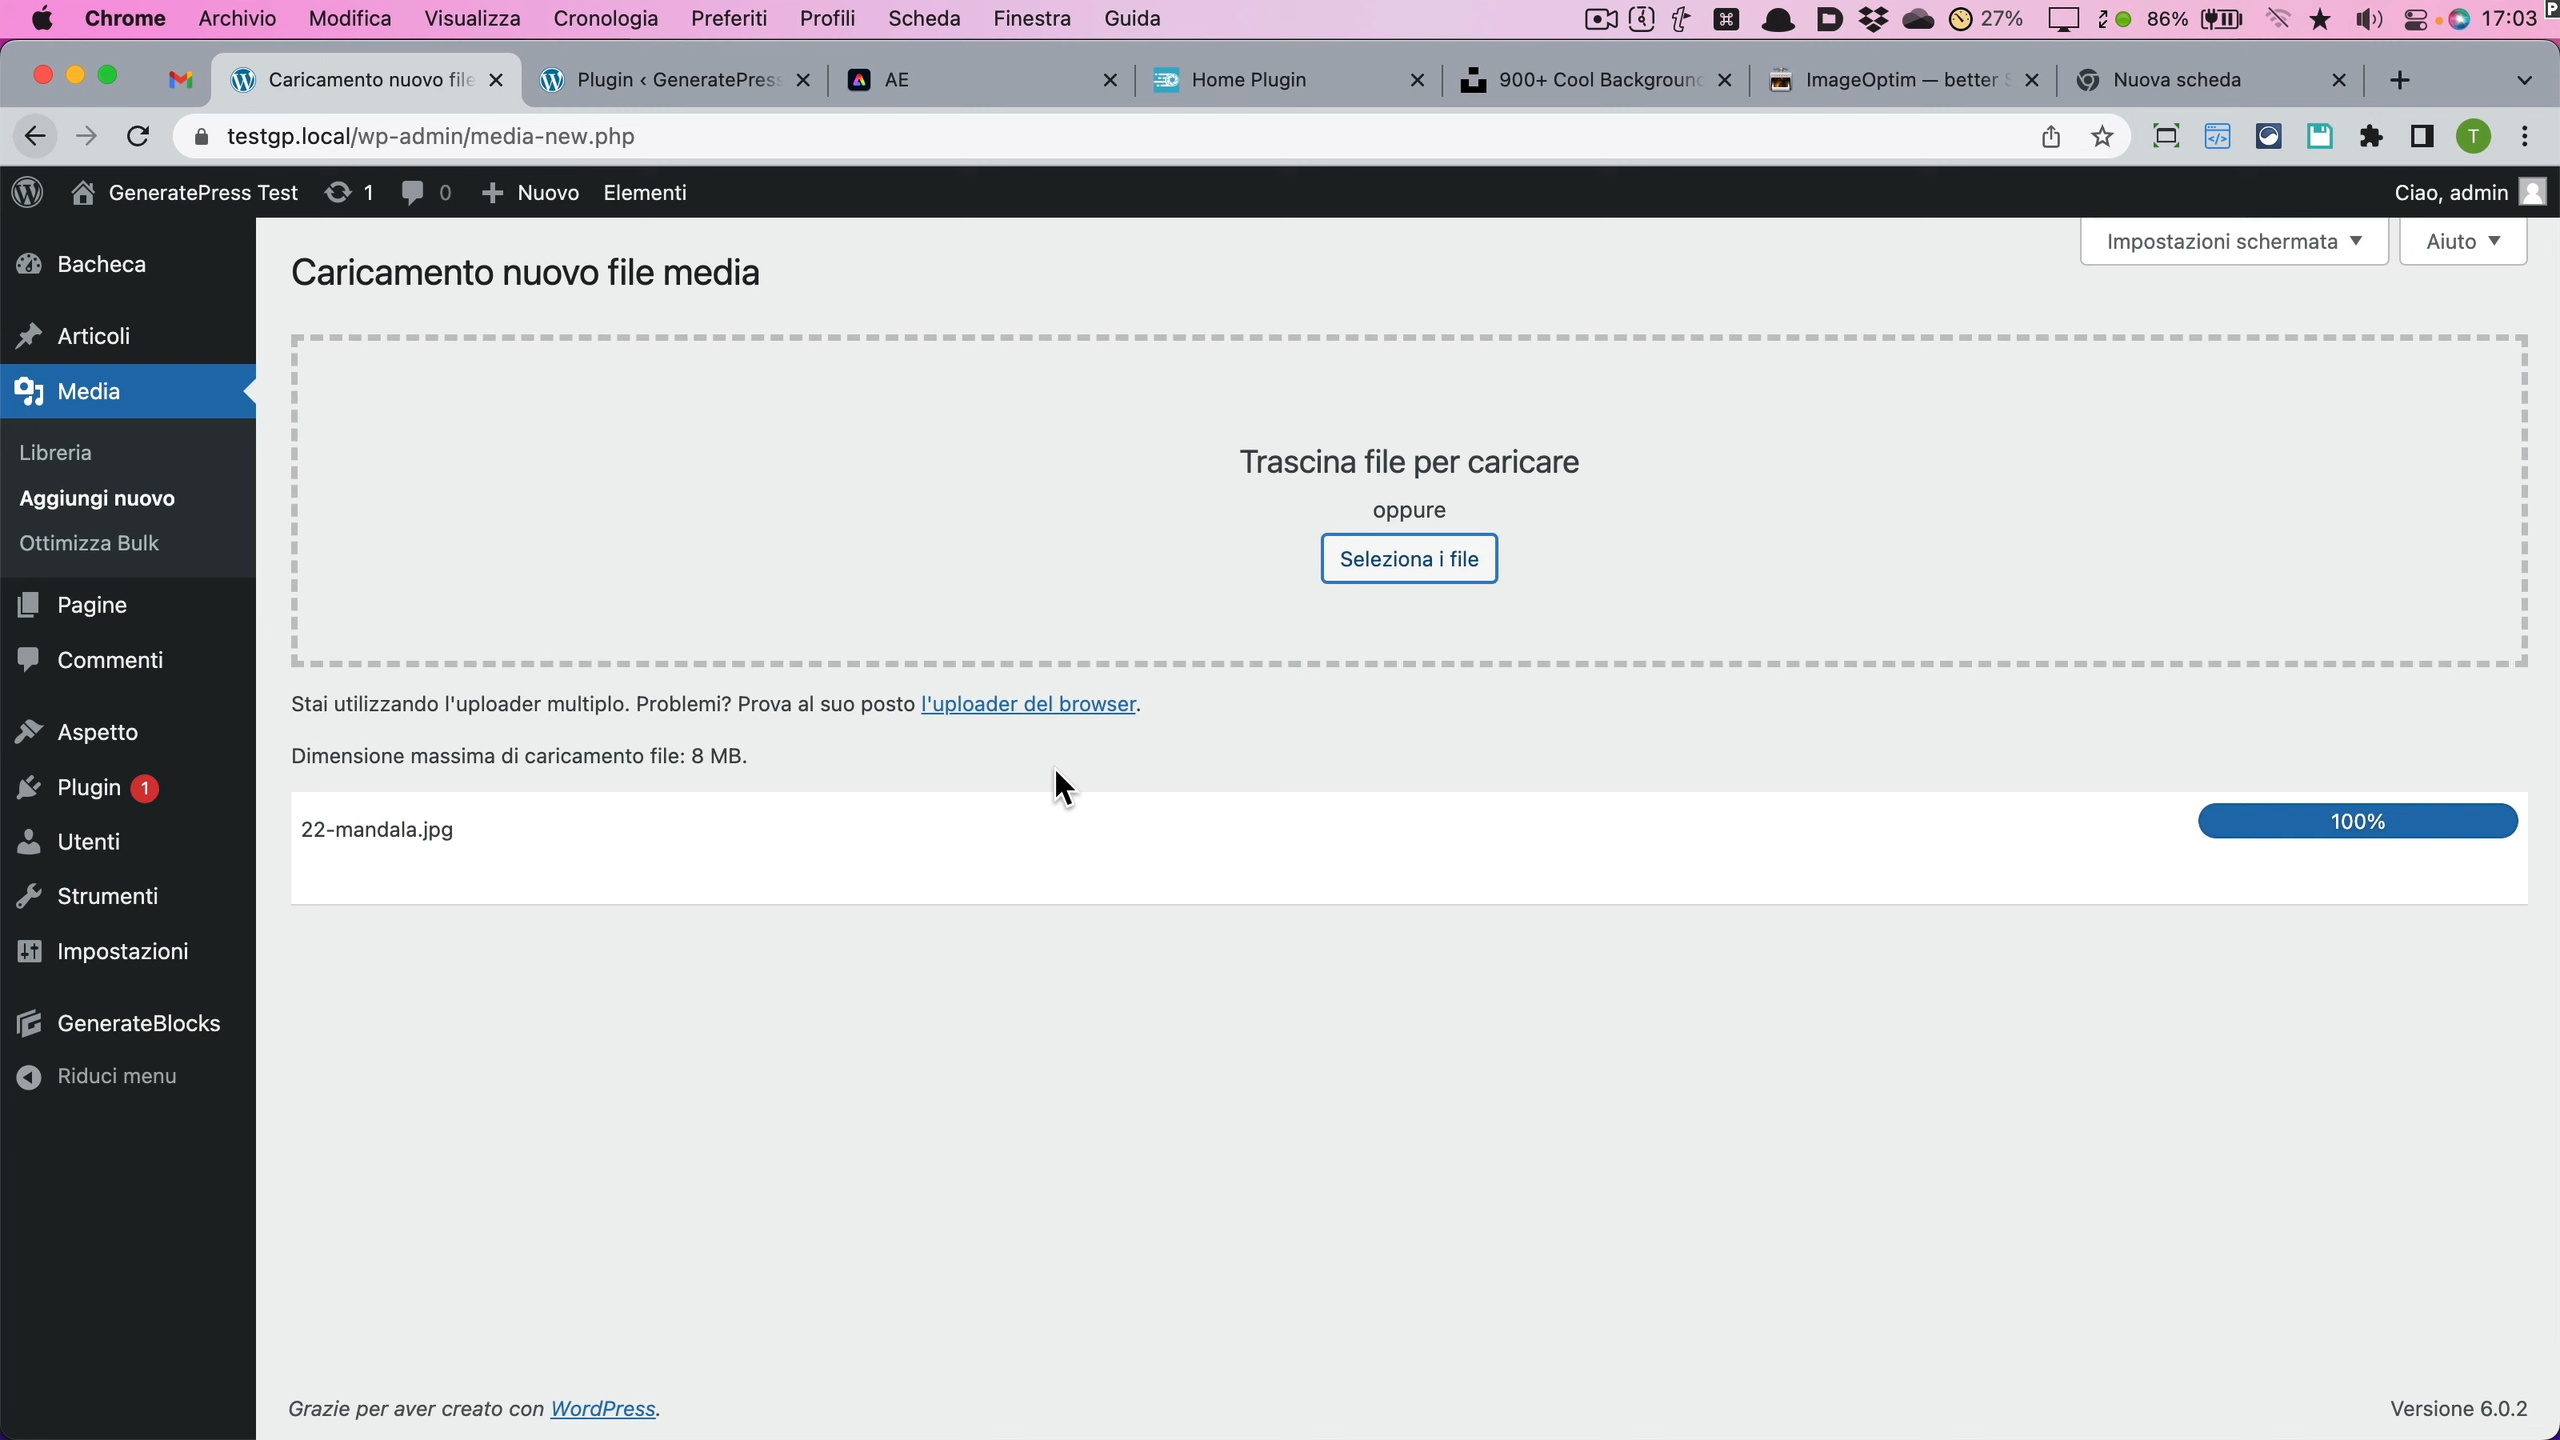 Chrome Archivio Modifica Visualizza Cronologia Preferiti Profili Scheda Finestra Guida 27% 86% 17:03
Caricamento nuovo file Plugin ‹ GeneratePress AE Home Plugin 900+ Cool Background ImageOptim — better S Nuova scheda
testgp.local/wp-admin/media-new.php T
GeneratePress Test 1 0 Nuovo Elementi Ciao, admin
Impostazioni schermata Aiuto
Bacheca
Articoli
Media
Libreria
Aggiungi nuovo
Ottimizza Bulk
Pagine
Commenti
Aspetto
Plugin 1
Utenti
Strumenti
Impostazioni
GenerateBlocks
Riduci menu
Caricamento nuovo file media
Trascina file per caricare
oppure
Seleziona i file
Stai utilizzando l'uploader multiplo. Problemi? Prova al suo posto l'uploader del browser.
Dimensione massima di caricamento file: 8 MB.
22-mandala.jpg 100%
Grazie per aver creato con WordPress. Versione 6.0.2